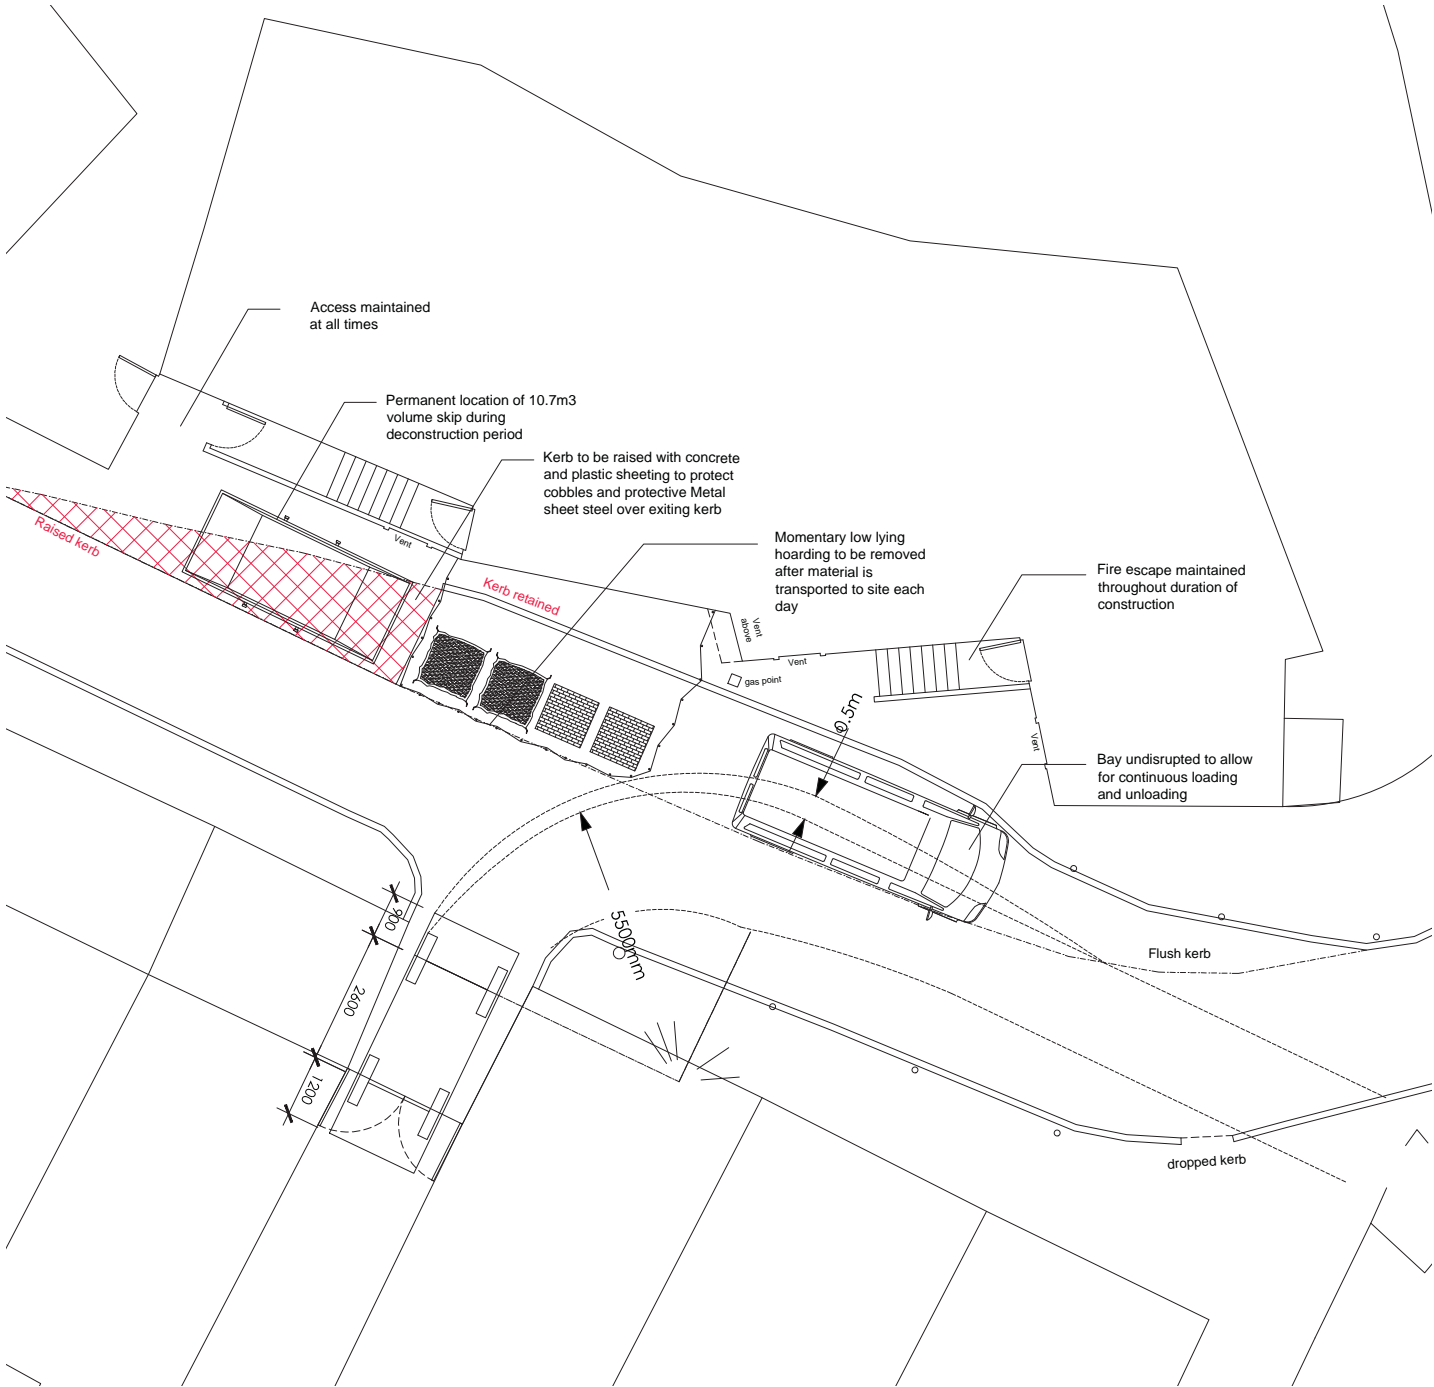 Access maintained
at all times
Permanent location of 10.7m3
volume skip during
deconstruction period
Kerb to be raised with concrete
and plastic sheeting to protect
cobbles and protective Metal
sheet steel over exiting kerb
Momentary low lying
hoarding to be removed
after material is
transported to site each
day
Fire escape maintained
throughout duration of
construction
Raised kerb
Vent
Kerb retained
Vent
above
Vent
gas point
0.5m
Vent
Bay undisrupted to allow
for continuous loading
and unloading
900
5500mm
Flush kerb
2600
1200
dropped kerb